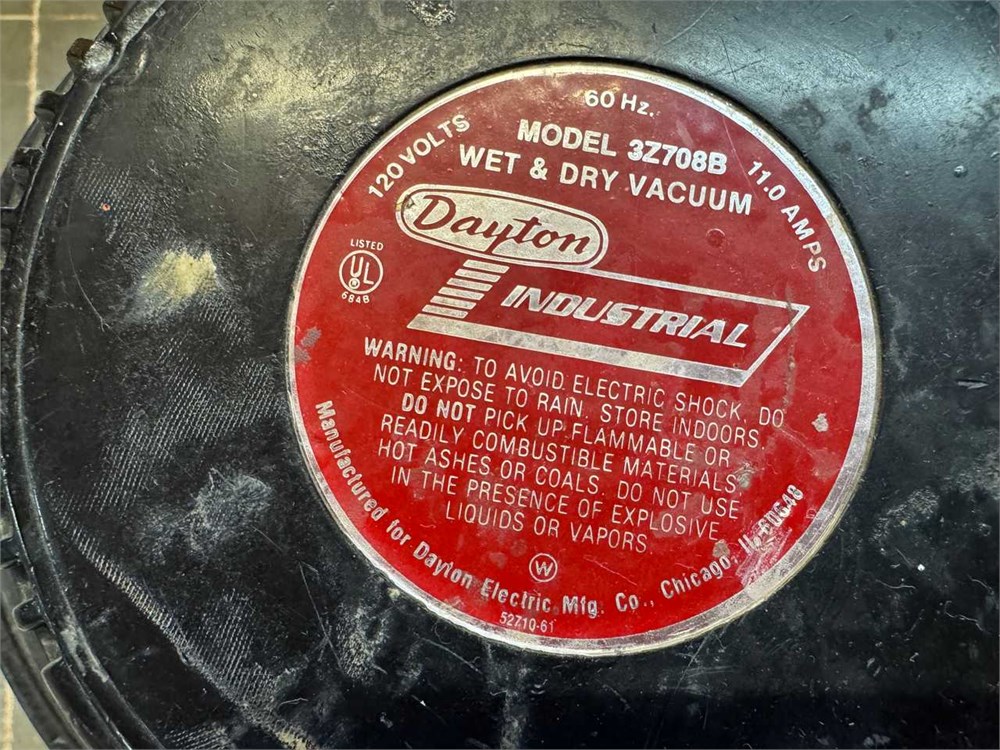 60 Hz.
120 VOLTS
11.0 AMPS
MODEL 3Z708B
WET & DRY VACUUM
Dayton
INDUSTRIAL
LISTED
UL
684B
WARNING: TO AVOID ELECTRIC SHOCK, DO
NOT EXPOSE TO RAIN. STORE INDOORS.
DO NOT PICK UP FLAMMABLE OR
READILY COMBUSTIBLE MATERIALS,
HOT ASHES OR COALS. DO NOT USE
IN THE PRESENCE OF EXPLOSIVE
LIQUIDS OR VAPORS
W
Manufactured for Dayton Electric Mfg. Co., Chicago, IL 60648
52710-61